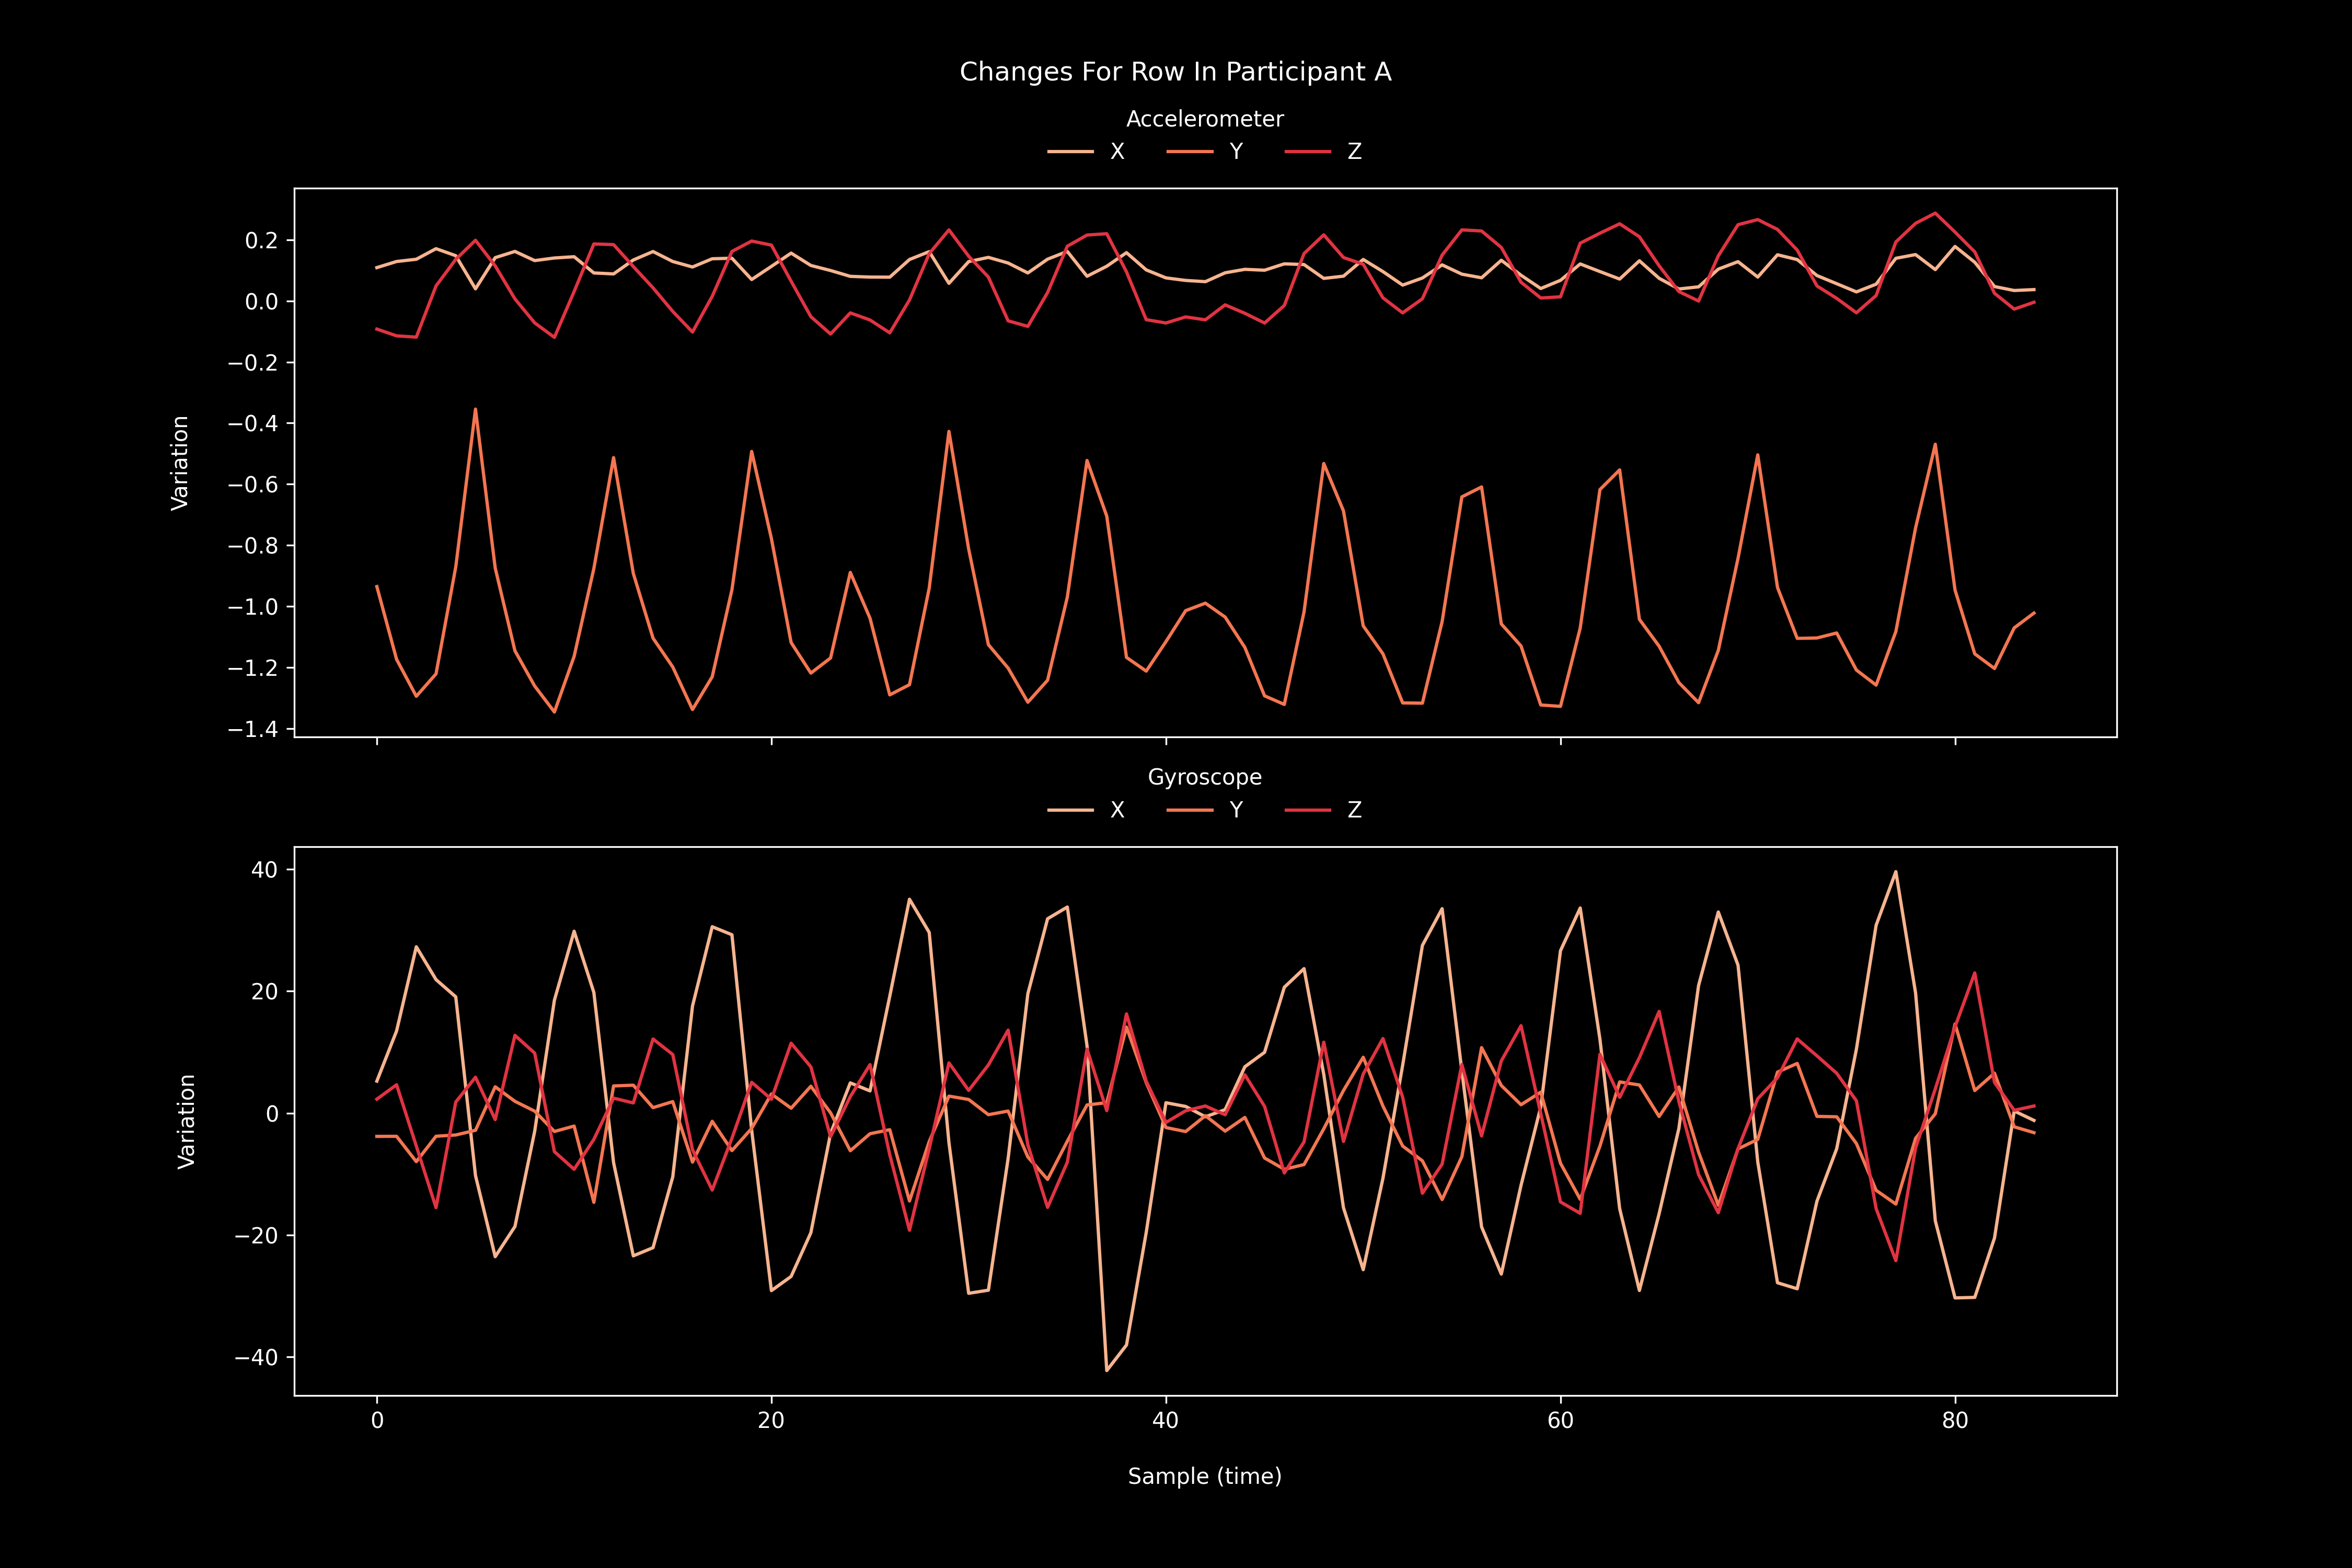 Changes For Row In Participant A
Accelerometer
X Y Z
0.2
0.0
−0.2
−0.4
−0.6
−0.8
−1.0
−1.2
−1.4
Variation
Gyroscope
X Y Z
40
20
0
−20
−40
Variation
0 20 40 60 80
Sample (time)